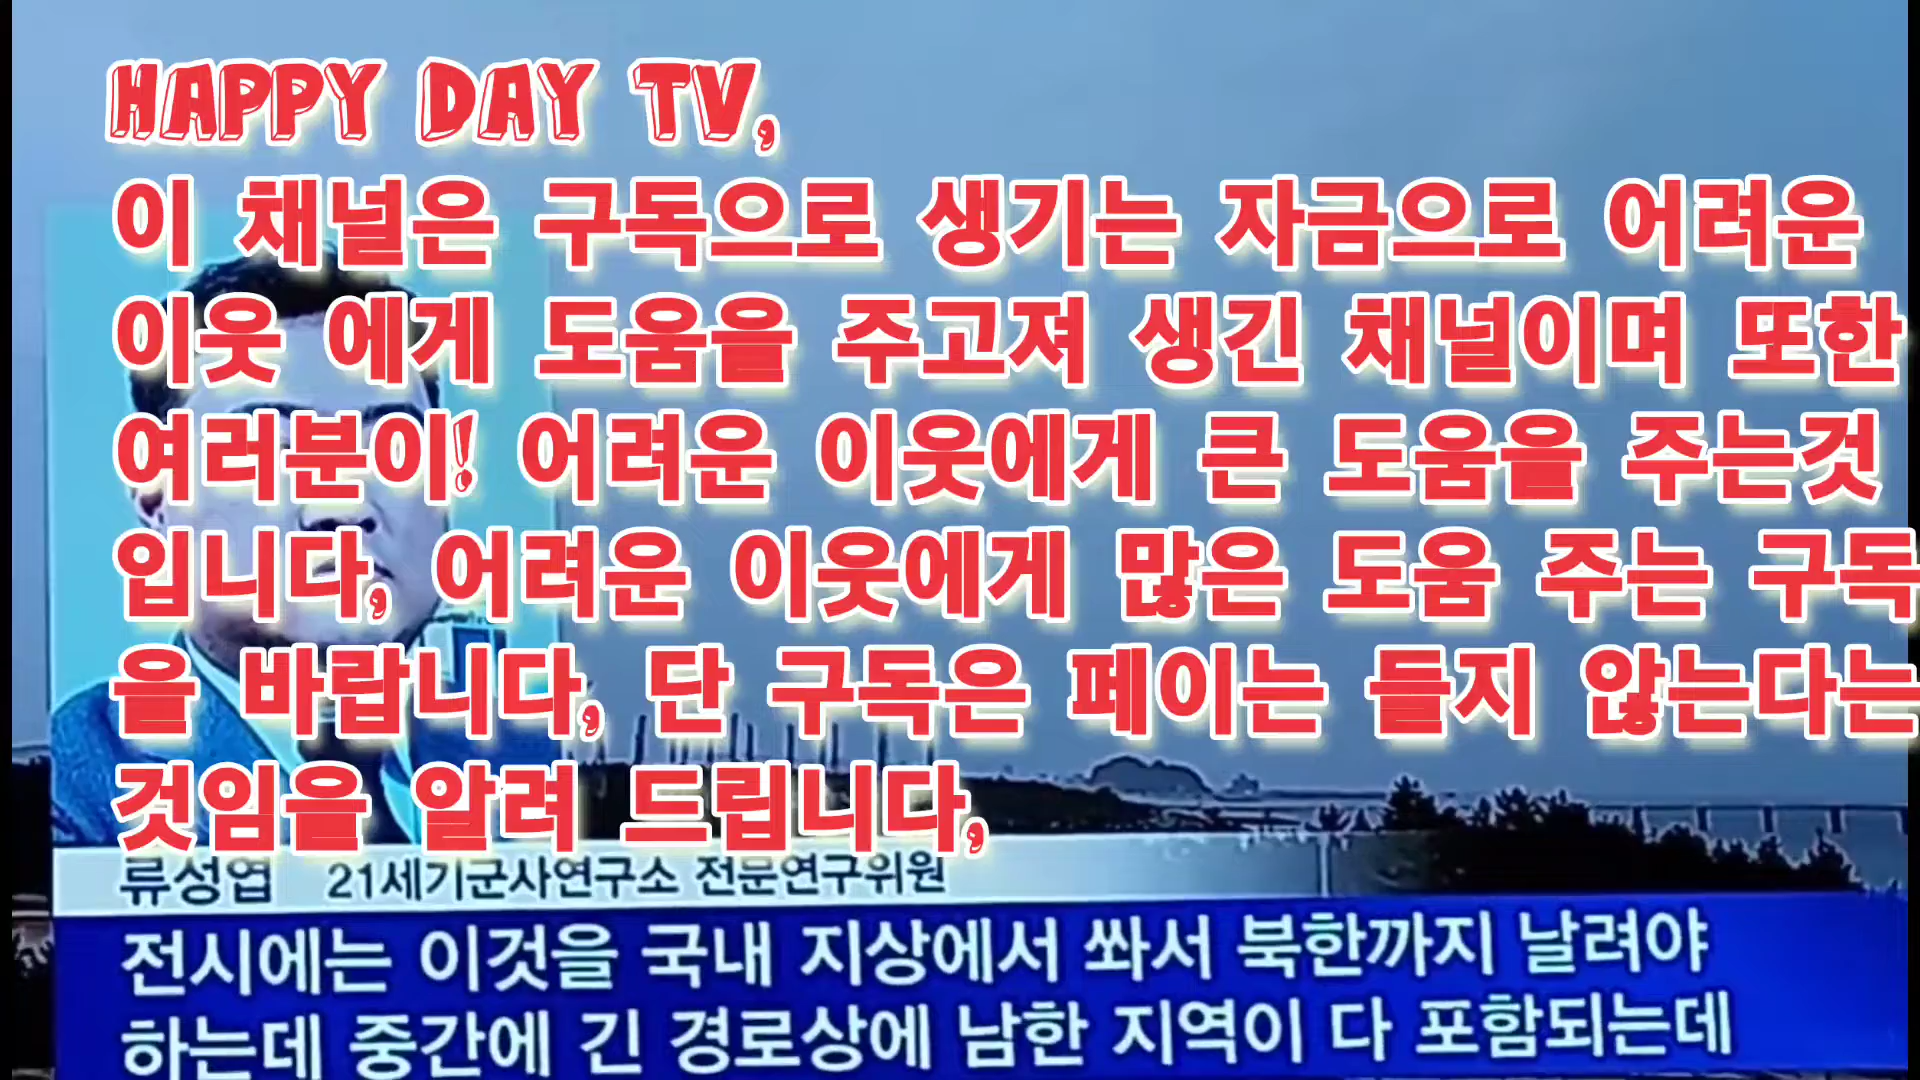 HAPPY DAY TV,
이 채널은 구독으로 생기는 자금으로 어려운
이웃 에게 도움을 주고져 생긴 채널이며 또한
여러분이! 어려운 이웃에게 큰 도움을 주는것
입니다, 어려운 이웃에게 많은 도움 주는 구독
을 바랍니다, 단 구독은 페이는 들지 않는다는
것임을 알려 드립니다,
류성엽 21세기군사연구소 전문연구위원
전시에는 이것을 국내 지상에서 쏴서 북한까지 날려야
하는데 중간에 긴 경로상에 남한 지역이 다 포함되는데